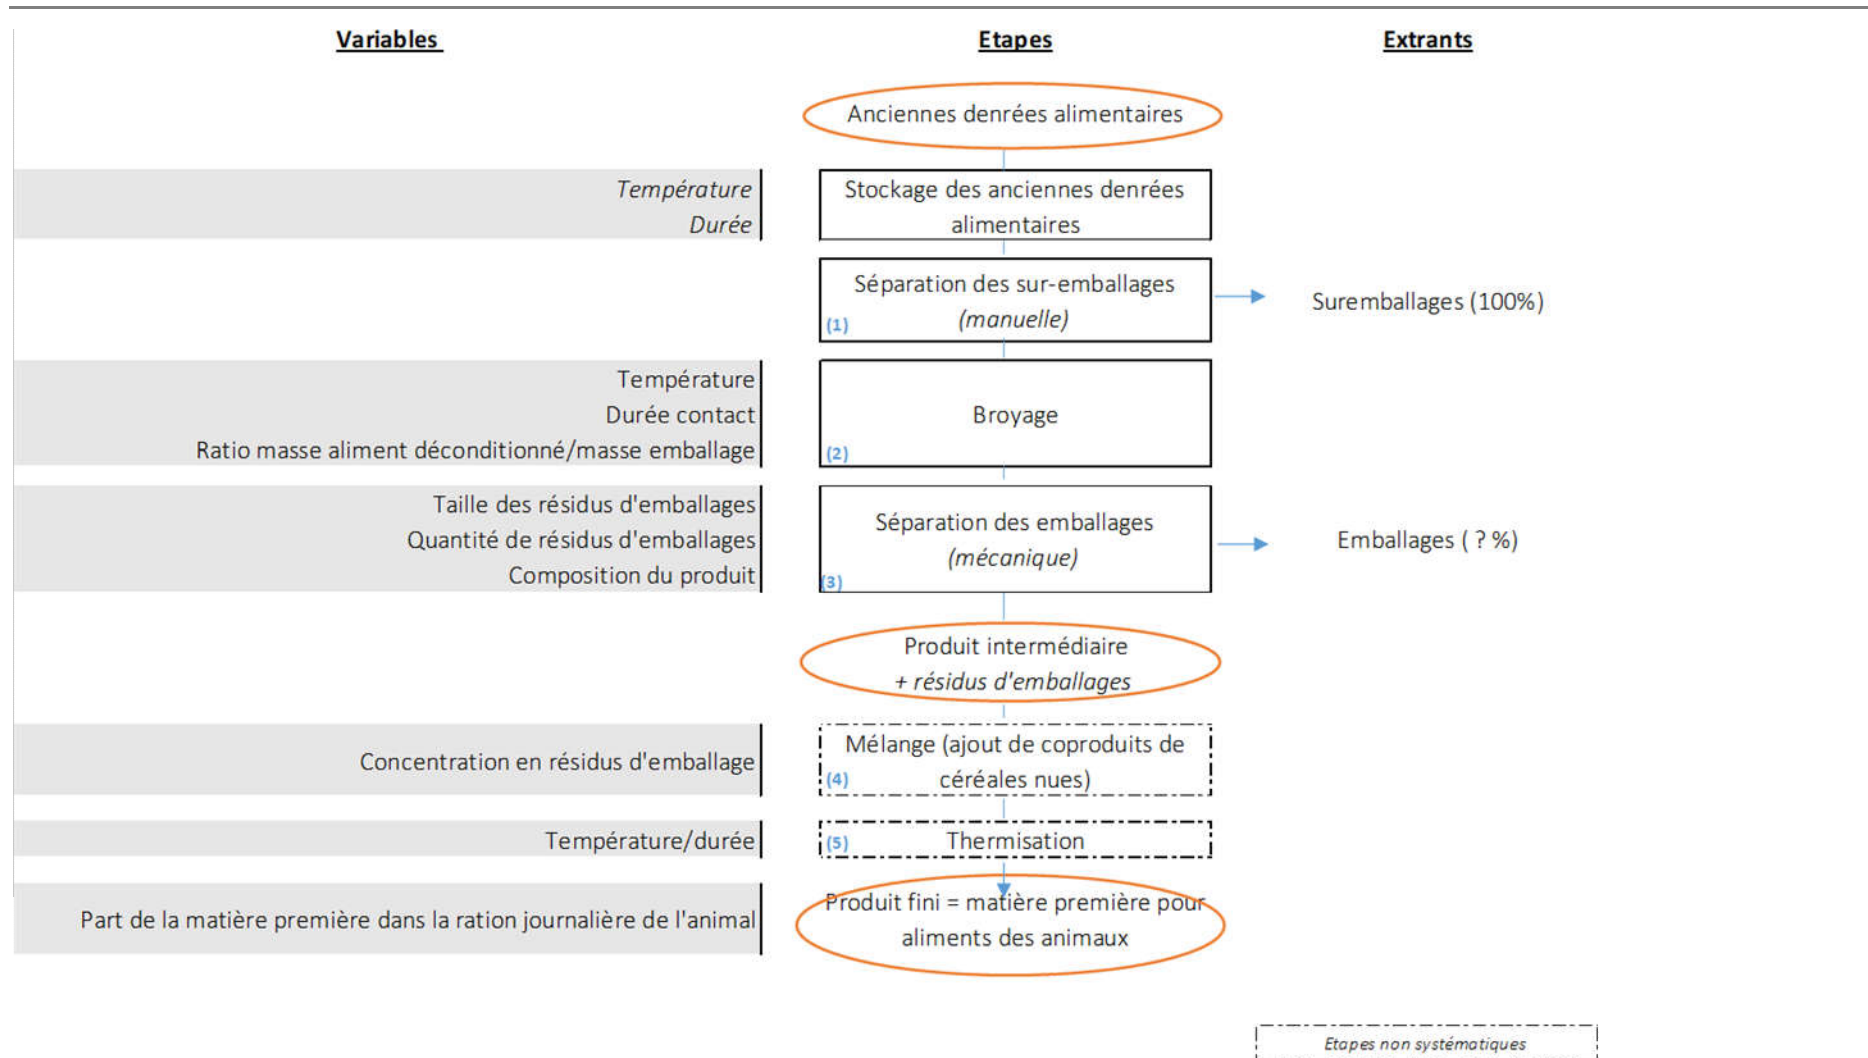 Variables Etapes Extrants
Anciennes denrées alimentaires
Température
Durée
Stockage des anciennes denrées
alimentaires
Séparation des sur-emballages
(manuelle)
(1)
Suremballages (100%)
Température
Durée contact
Ratio masse aliment déconditionné/masse emballage
Broyage
(2)
Taille des résidus d'emballages
Quantité de résidus d'emballages
Composition du produit
Séparation des emballages
(mécanique)
(3)
Emballages ( ? %)
Produit intermédiaire
+ résidus d'emballages
Concentration en résidus d'emballage
Mélange (ajout de coproduits de
céréales nues)
(4)
Température/durée
(5)
Thermisation
Part de la matière première dans la ration journalière de l'animal
Produit fini = matière première pour
aliments des animaux
Etapes non systématiques